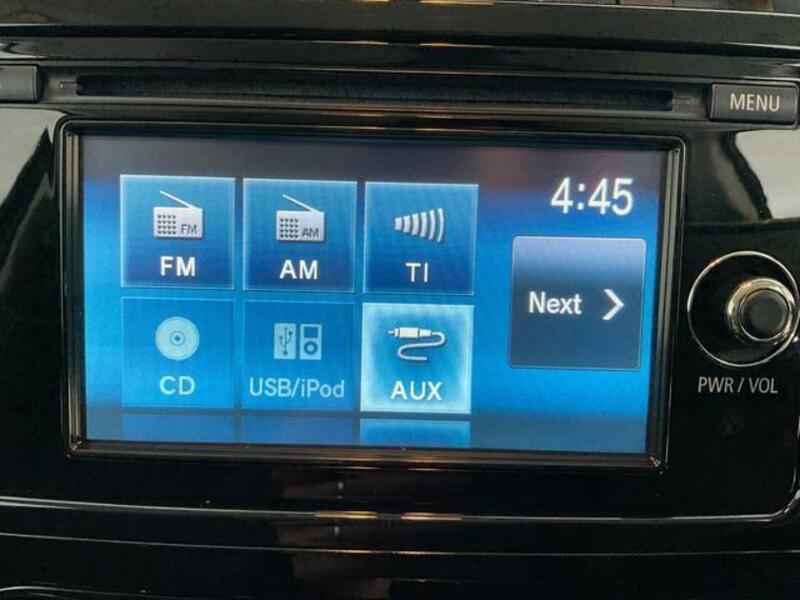 MENU
4:45
FM
AM
FM
AM
TI
Next
CD
USB/iPod
AUX
PWR / VOL